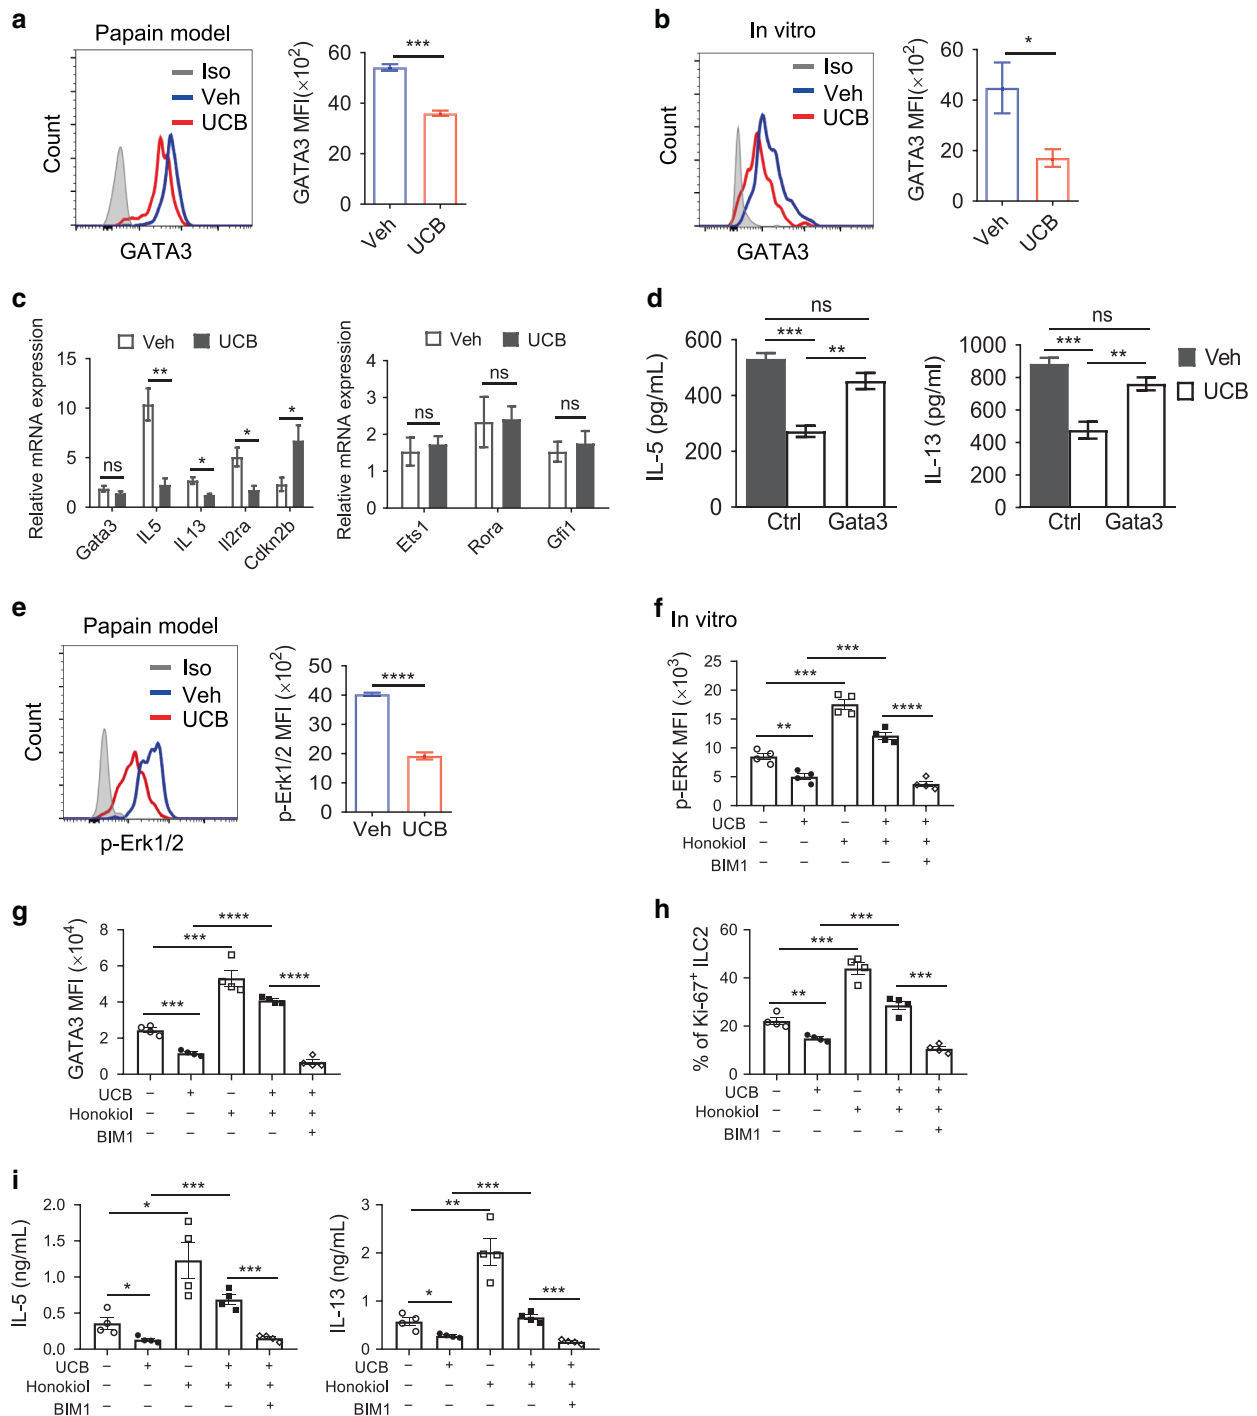 a
Papain model
Iso
Veh
UCB
Count
GATA3
GATA3 MFI(×10²)
60
40
20
0
***
Veh
UCB
b
In vitro
Iso
Veh
UCB
Count
GATA3
GATA3 MFI(×10²)
60
40
20
0
*
Veh
UCB
c
Relative mRNA expression
Veh
UCB
15
10
5
0
ns
**
*
*
*
Gata3
IL5
IL13
Il2ra
Cdkn2b
Relative mRNA expression
Veh
UCB
4
3
2
1
0
ns
ns
ns
Ets1
Rora
Gfi1
d
IL-5 (pg/mL)
600
400
200
0
ns
***
**
Ctrl
Gata3
IL-13 (pg/ml)
1000
800
600
400
200
0
ns
***
**
Ctrl
Gata3
Veh
UCB
e
Papain model
Iso
Veh
UCB
Count
p-Erk1/2
p-Erk1/2 MFI (×10²)
50
40
30
20
10
0
****
Veh
UCB
f
In vitro
p-ERK MFI (×10³)
25
20
15
10
5
0
***
***
**
****
UCB – + – + +
Honokiol – – + + +
BIM1 – – – – +
g
GATA3 MFI (×10⁴)
8
6
4
2
0
****
***
***
****
UCB – + – + +
Honokiol – – + + +
BIM1 – – – – +
h
% of Ki-67⁺ ILC2
60
40
20
0
***
***
**
***
UCB – + – + +
Honokiol – – + + +
BIM1 – – – – +
i
IL-5 (ng/mL)
2.0
1.5
1.0
0.5
0
***
*
*
***
UCB – + – + +
Honokiol – – + + +
BIM1 – – – – +
IL-13 (ng/mL)
3
2
1
0
***
**
*
***
UCB – + – + +
Honokiol – – + + +
BIM1 – – – – +